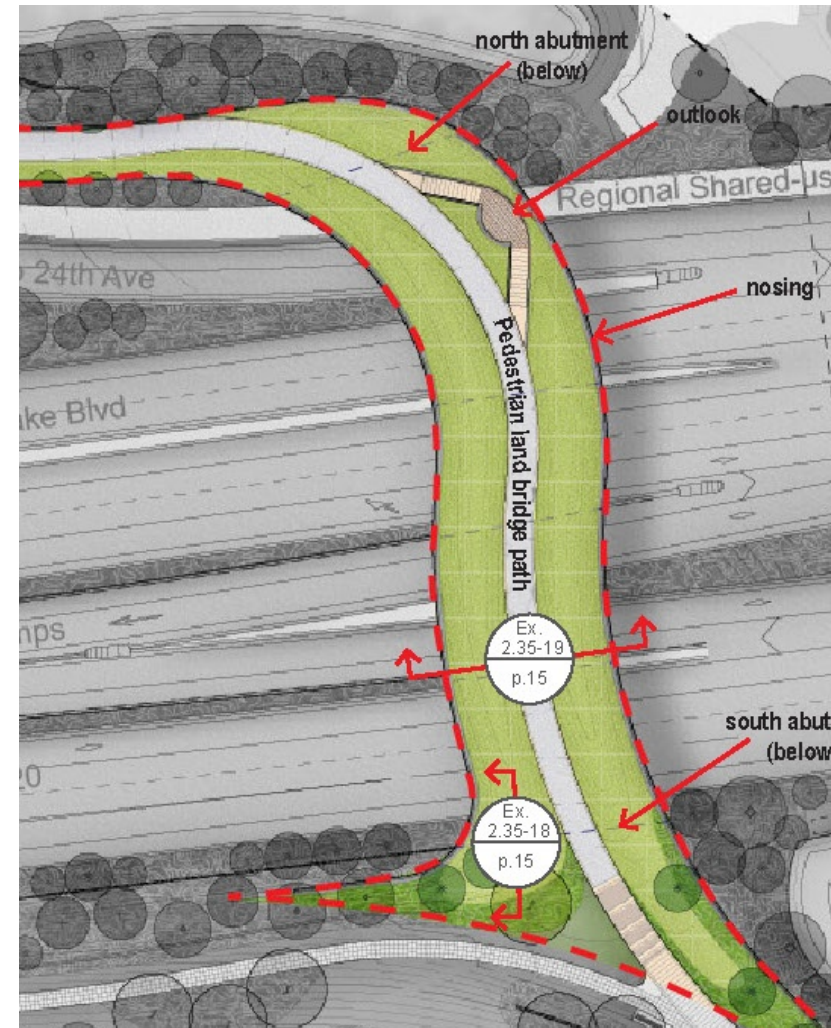 north abutment
(below)
outlook
Regional Shared-us
24th Ave
nosing
ake Blvd
Pedestrian land bridge path
mps
Ex.
2.35-19
p.15
south abut
(below
20
Ex.
2.35-18
p.15